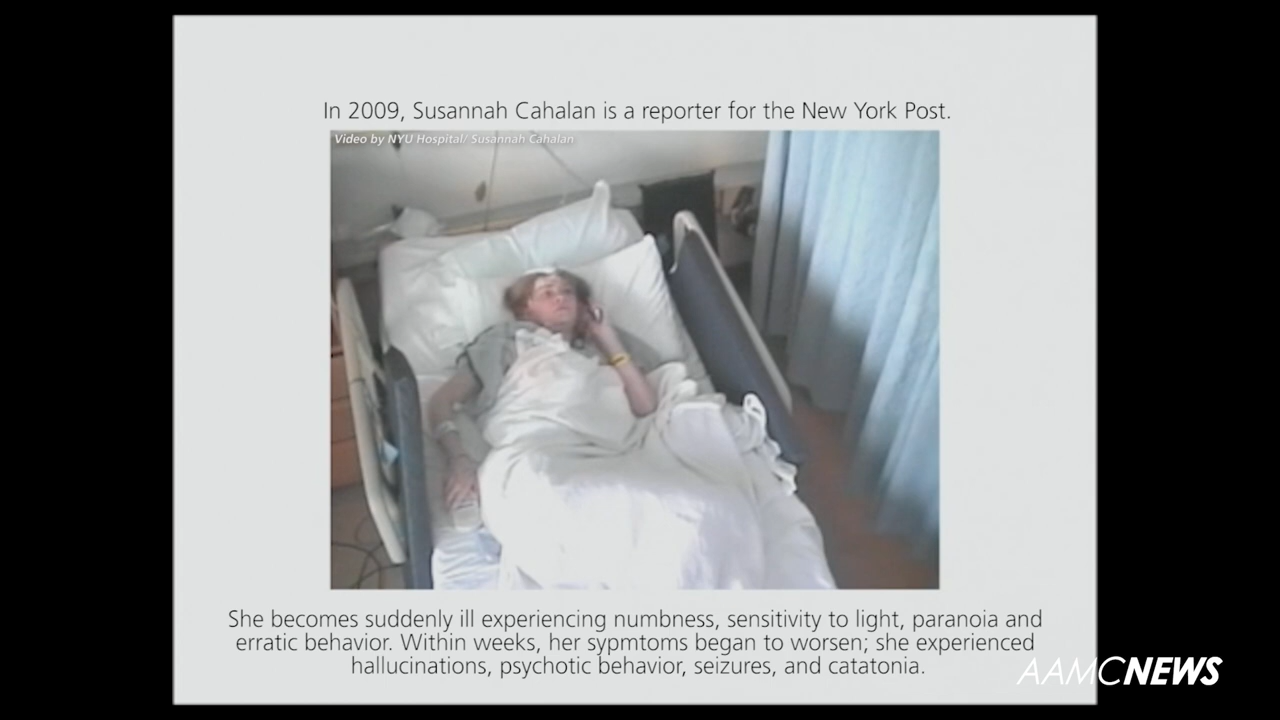 In 2009, Susannah Cahalan is a reporter for the New York Post.
Video by NYU Hospital/ Susannah Cahalan
She becomes suddenly ill experiencing numbness, sensitivity to light, paranoia and
erratic behavior. Within weeks, her sypmtoms began to worsen; she experienced
hallucinations, psychotic behavior, seizures, and catatonia.
AAMCNEWS